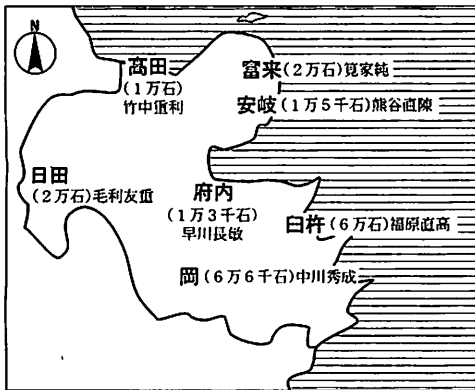 N
高田
(1万石)
竹中重利
富来(2万石)筧家純
安岐(1万5千石)熊谷直陳
日田
(2万石)毛利友重
府内
(1万3千石)
早川長敏
臼杵(6万石)福原直高
岡(6万6千石)中川秀成